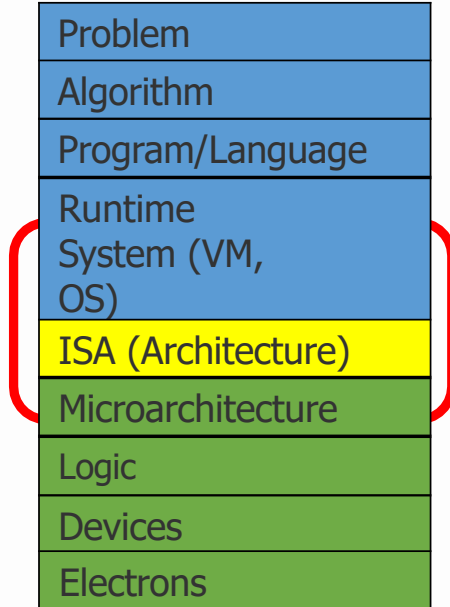 Problem
Algorithm
Program/Language
Runtime
System (VM,
OS)
ISA (Architecture)
Microarchitecture
Logic
Devices
Electrons